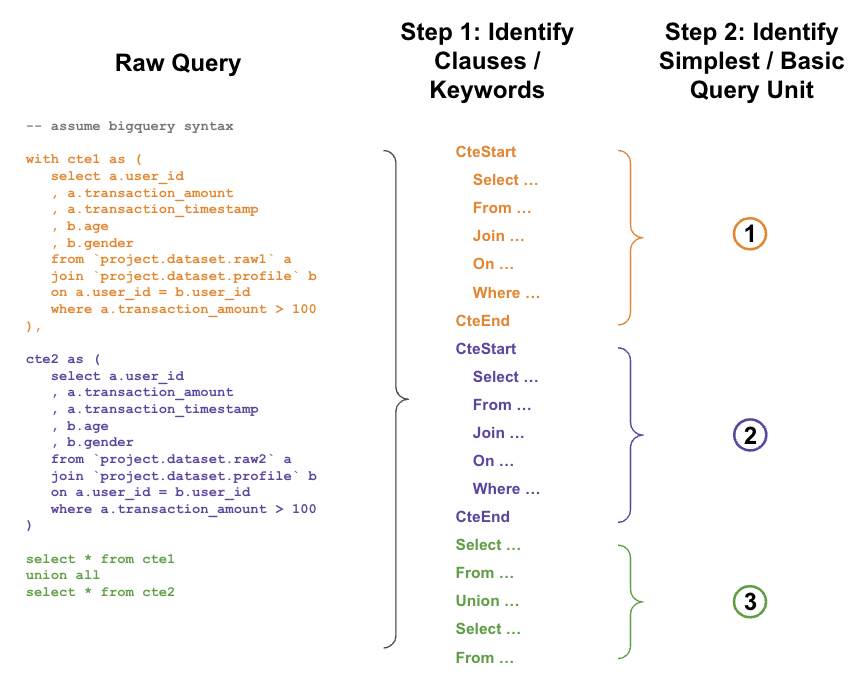 Raw Query
Step 1: Identify
Clauses /
Keywords
Step 2: Identify
Simplest / Basic
Query Unit
-- assume bigquery syntax
with cte1 as (
select a.user_id
, a.transaction_amount
, a.transaction_timestamp
, b.age
, b.gender
from `project.dataset.raw1` a
join `project.dataset.profile` b
on a.user_id = b.user_id
where a.transaction_amount > 100
),
cte2 as (
select a.user_id
, a.transaction_amount
, a.transaction_timestamp
, b.age
, b.gender
from `project.dataset.raw2` a
join `project.dataset.profile` b
on a.user_id = b.user_id
where a.transaction_amount > 100
)
select * from cte1
union all
select * from cte2
CteStart
Select …
From …
Join …
On …
Where …
CteEnd
CteStart
Select …
From …
Join …
On …
Where …
CteEnd
Select …
From …
Union …
Select …
From …
1
2
3